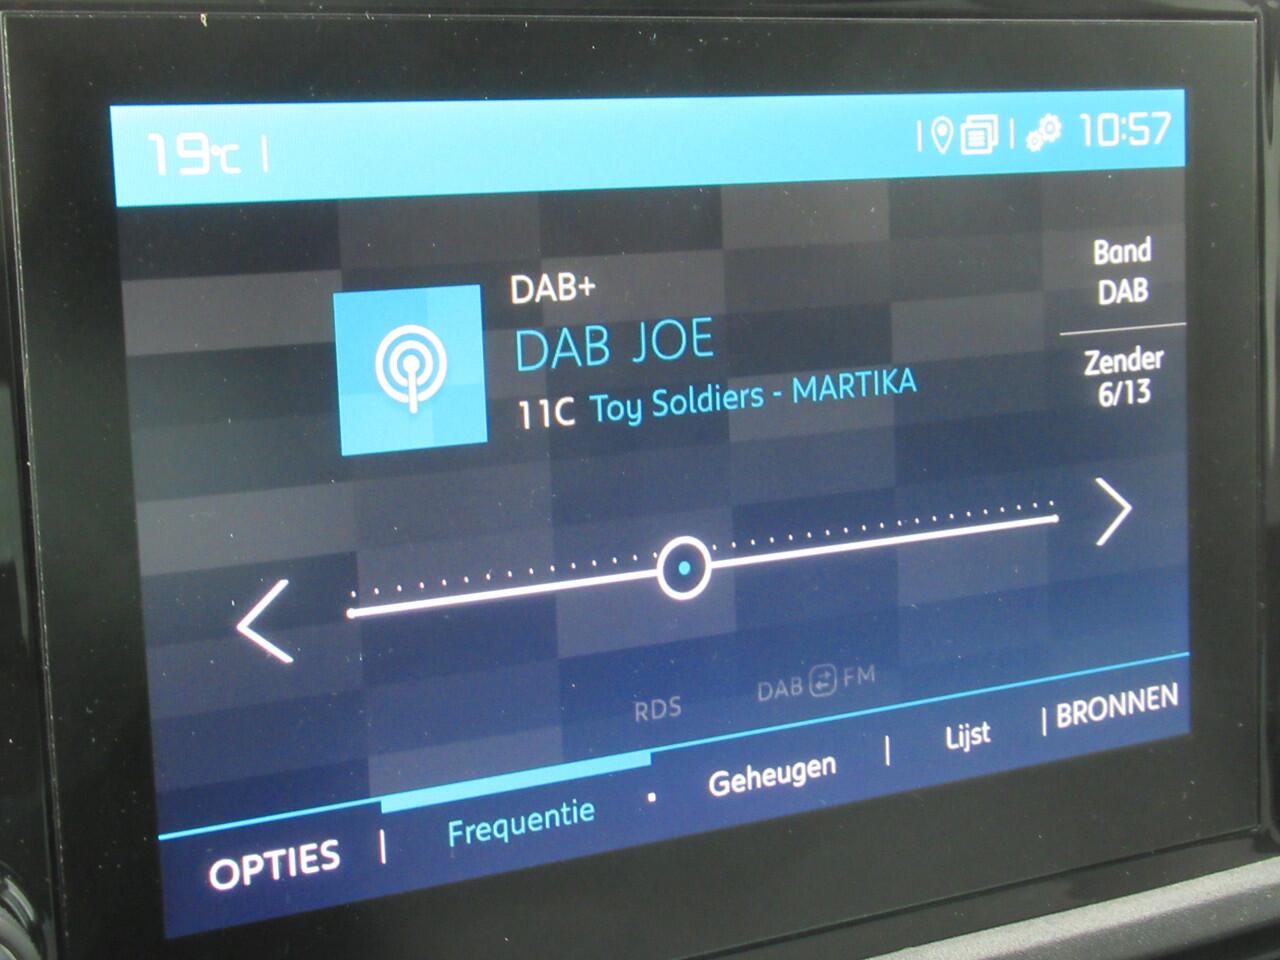 19°C
10:57
DAB+
DAB JOE
11C Toy Soldiers - MARTIKA
Band
DAB
Zender
6/13
RDS
DAB FM
OPTIES
Frequentie
Geheugen
Lijst
BRONNEN